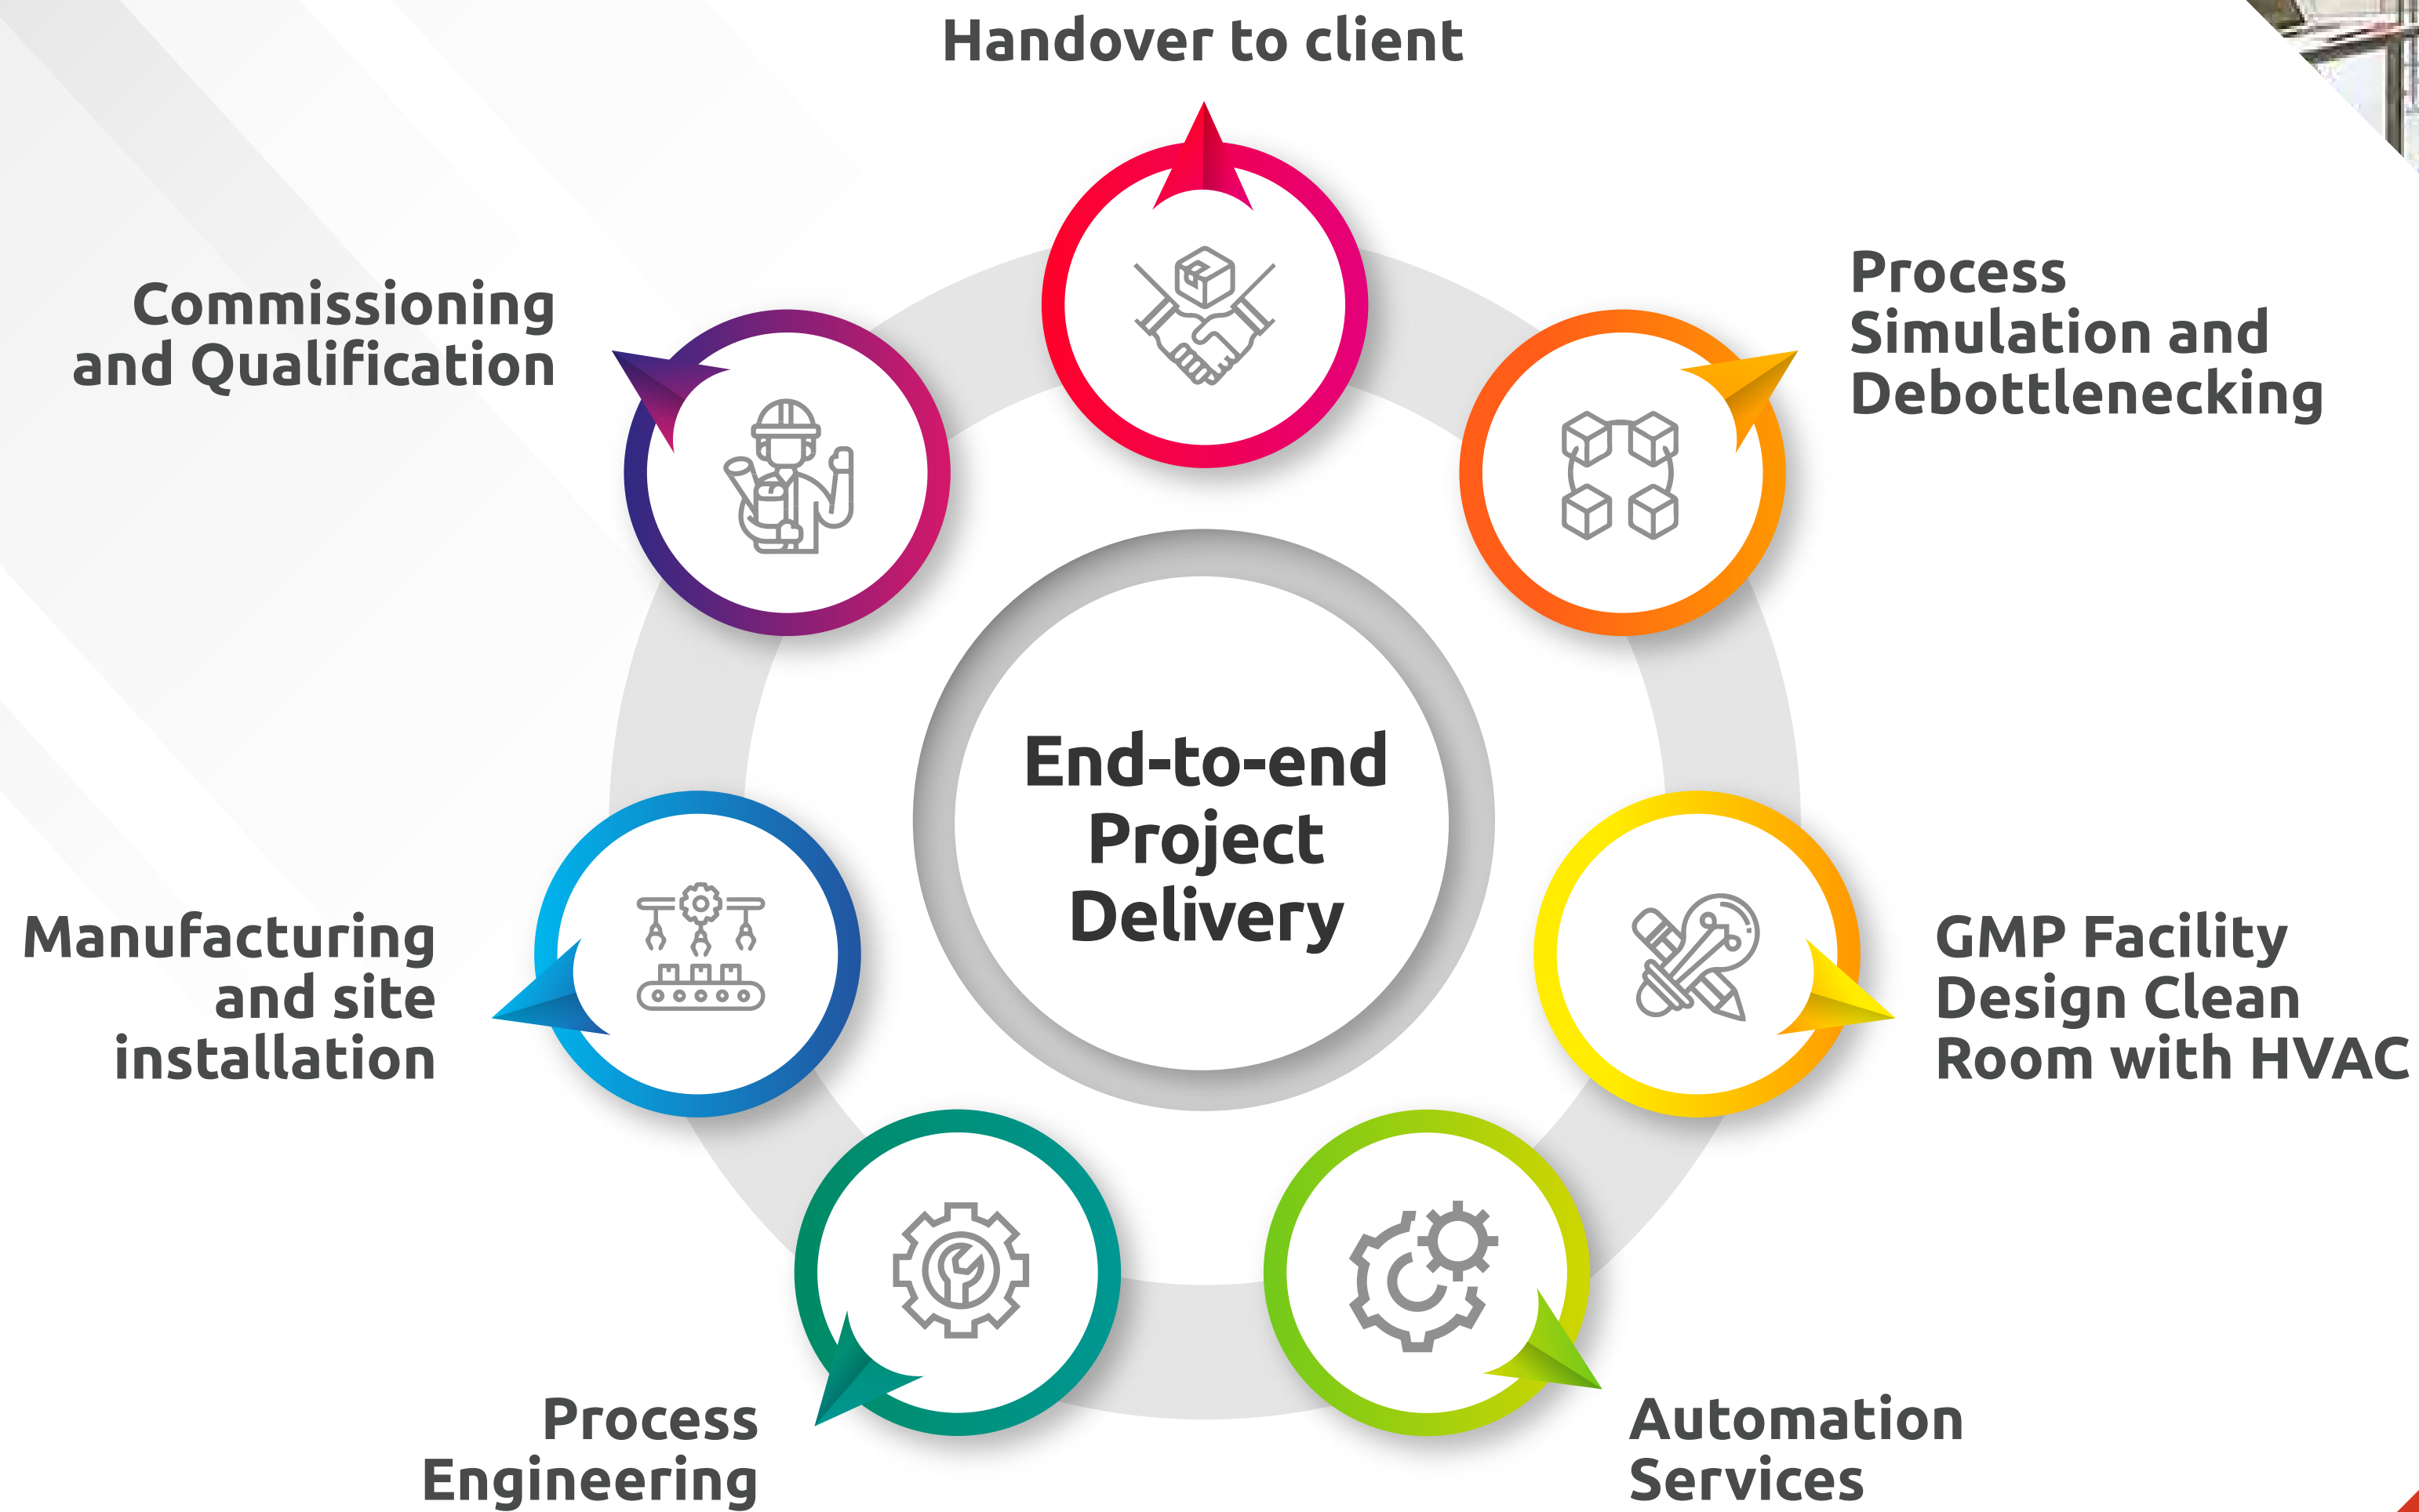 Handover to client
Process
Simulation and
Debottlenecking
GMP Facility
Design Clean
Room with HVAC
Automation
Services
Process
Engineering
Manufacturing
and site
installation
Commissioning
and Qualification
End-to-end
Project
Delivery